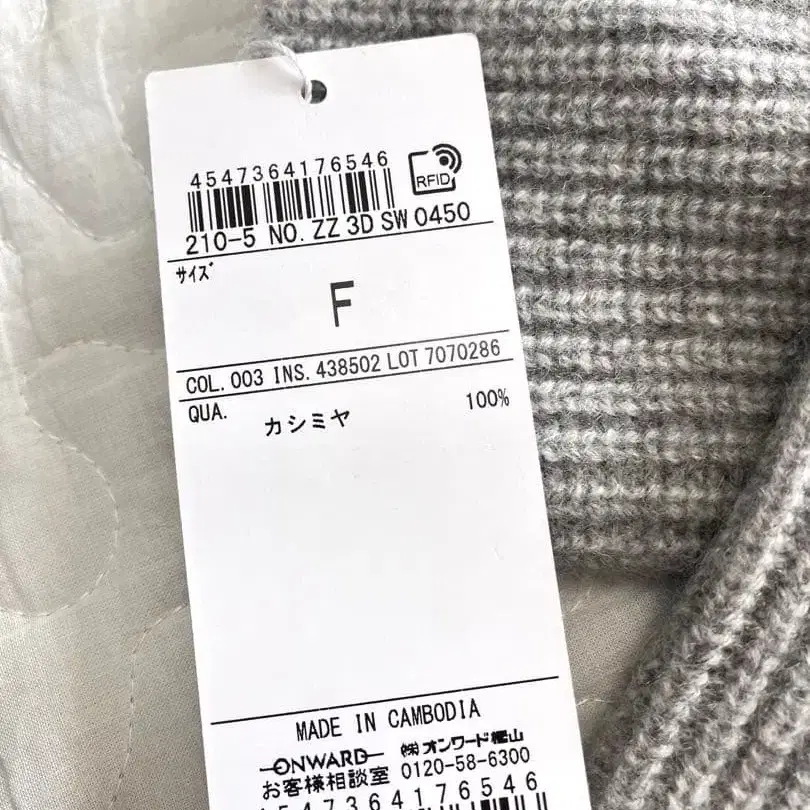 4547364176546
RFID
210-5 NO. ZZ 3D SW 0450
サイズ
F
COL. 003 INS. 438502 LOT 7070286
QUA.
カシミヤ 100%
MADE IN CAMBODIA
ONWARD ㈱オンワード樫山
お客様相談室 0120-58-6300
4547364176546